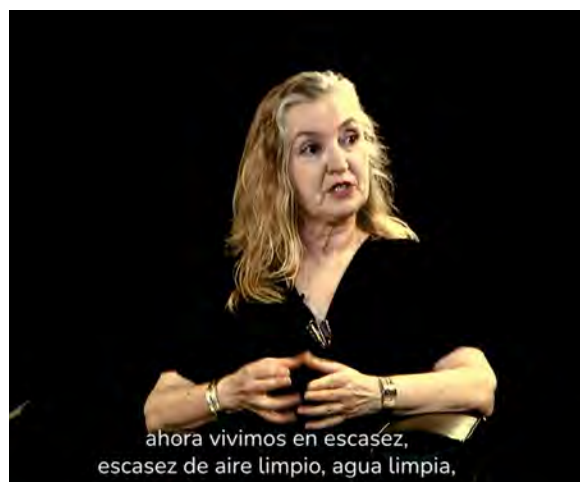 ahora vivimos en escasez,
escasez de aire limpio, agua limpia,